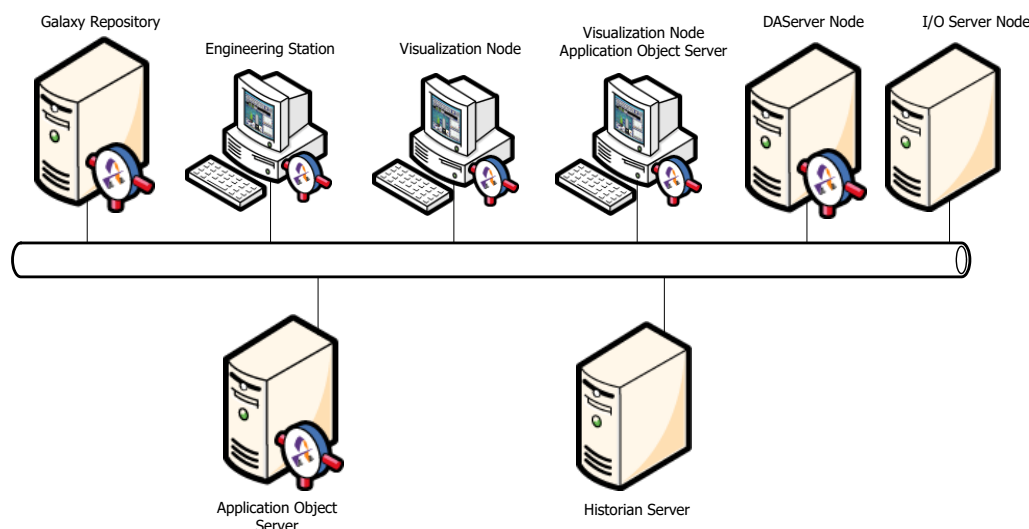 Galaxy Repository
Engineering Station
Visualization Node
Visualization Node
Application Object Server
DAServer Node
I/O Server Node
Application Object
Server
Historian Server